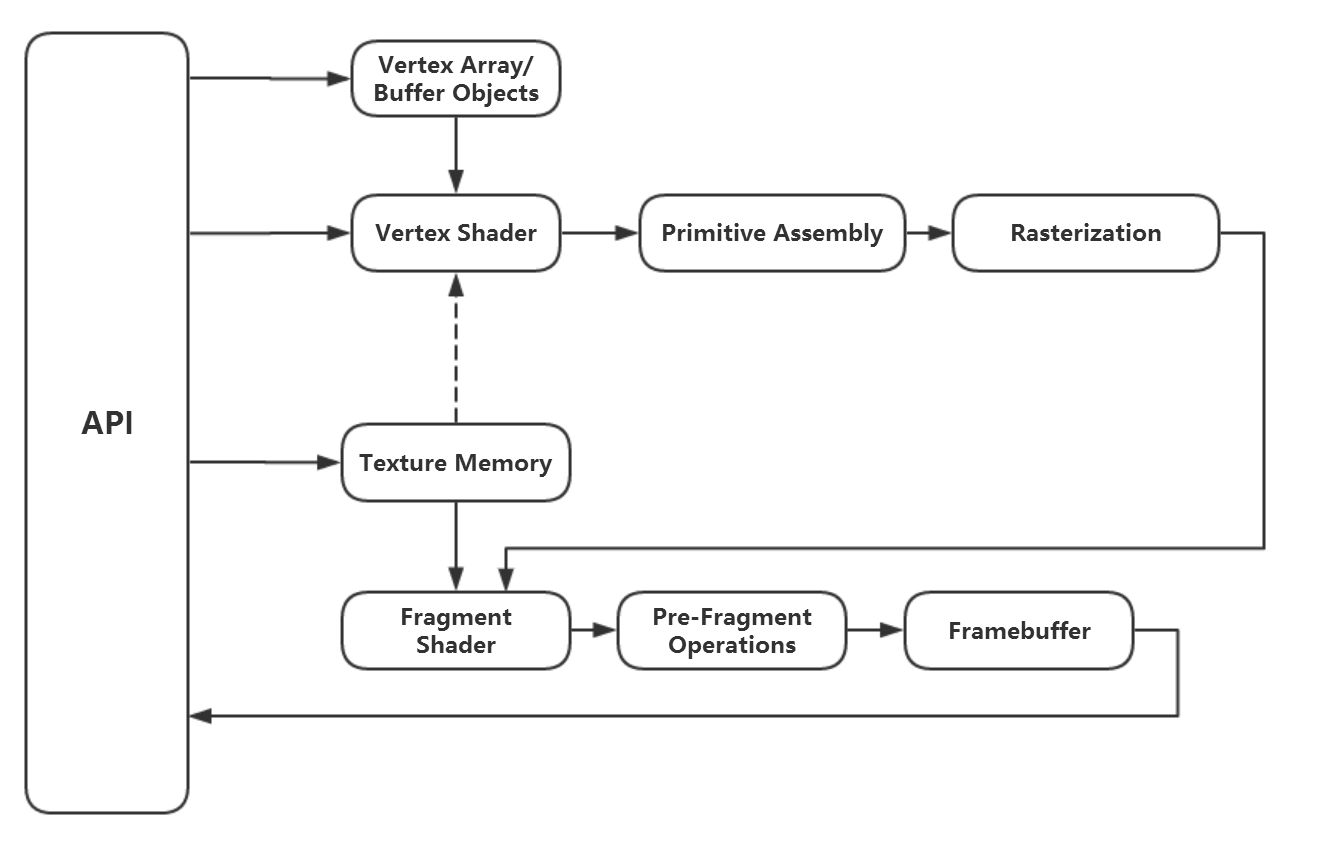 Vertex Array/
Buffer Objects
Vertex Shader
Primitive Assembly
Rasterization
API
Texture Memory
Fragment
Shader
Pre-Fragment
Operations
Framebuffer